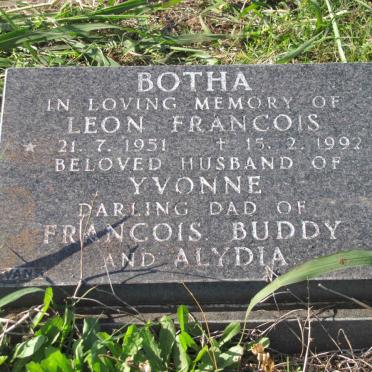 BOTHA
IN LOVING MEMORY OF
LEON FRANCOIS
* 21. 7. 1951 † 15. 2. 1992
BELOVED HUSBAND OF
YVONNE
DARLING DAD OF
FRANCOIS. BUDDY
AND ALYDIA